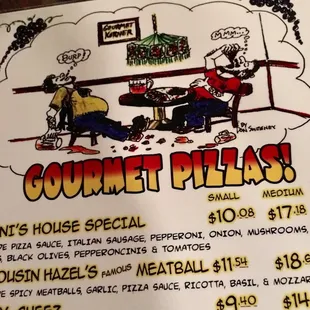 GOURMET
KORNER
BURP!
MMM...
BY
GOURMET PIZZAS!
SMALL MEDIUM
NI'S HOUSE SPECIAL $10.08 $17.18
PIZZA SAUCE, ITALIAN SAUSAGE, PEPPERONI, ONION, MUSHROOMS,
BLACK OLIVES, PEPPERONCINIS & TOMATOES
OUSIN HAZEL'S FAMOUS MEATBALL $11.54 $18.
SPICY MEATBALLS, GARLIC, PIZZA SAUCE, RICOTTA, BASIL, & MOZZAR
$9.40 $14